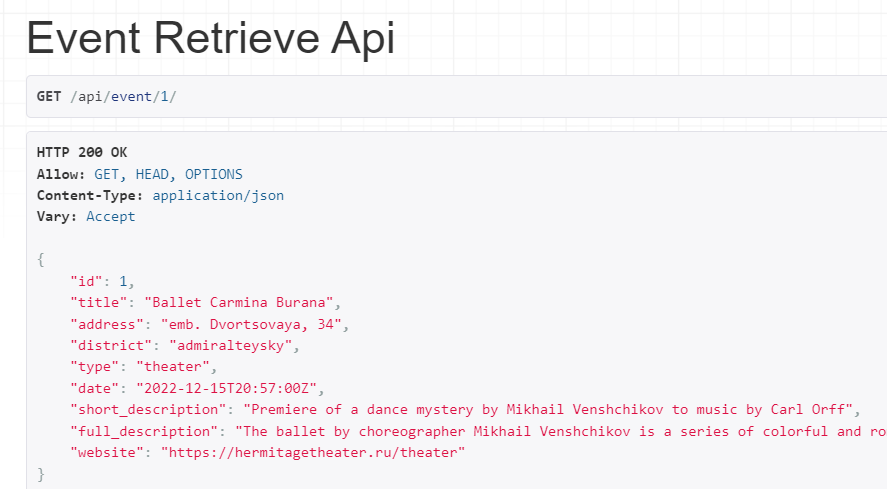 Event Retrieve Api
GET /api/event/1/
HTTP 200 OK
Allow: GET, HEAD, OPTIONS
Content-Type: application/json
Vary: Accept
{
"id": 1,
"title": "Ballet Carmina Burana",
"address": "emb. Dvortsovaya, 34",
"district": "admiralteysky",
"type": "theater",
"date": "2022-12-15T20:57:00Z",
"short_description": "Premiere of a dance mystery by Mikhail Venshchikov to music by Carl Orff",
"full_description": "The ballet by choreographer Mikhail Venshchikov is a series of colorful and
"website": "https://hermitagetheater.ru/theater"
}